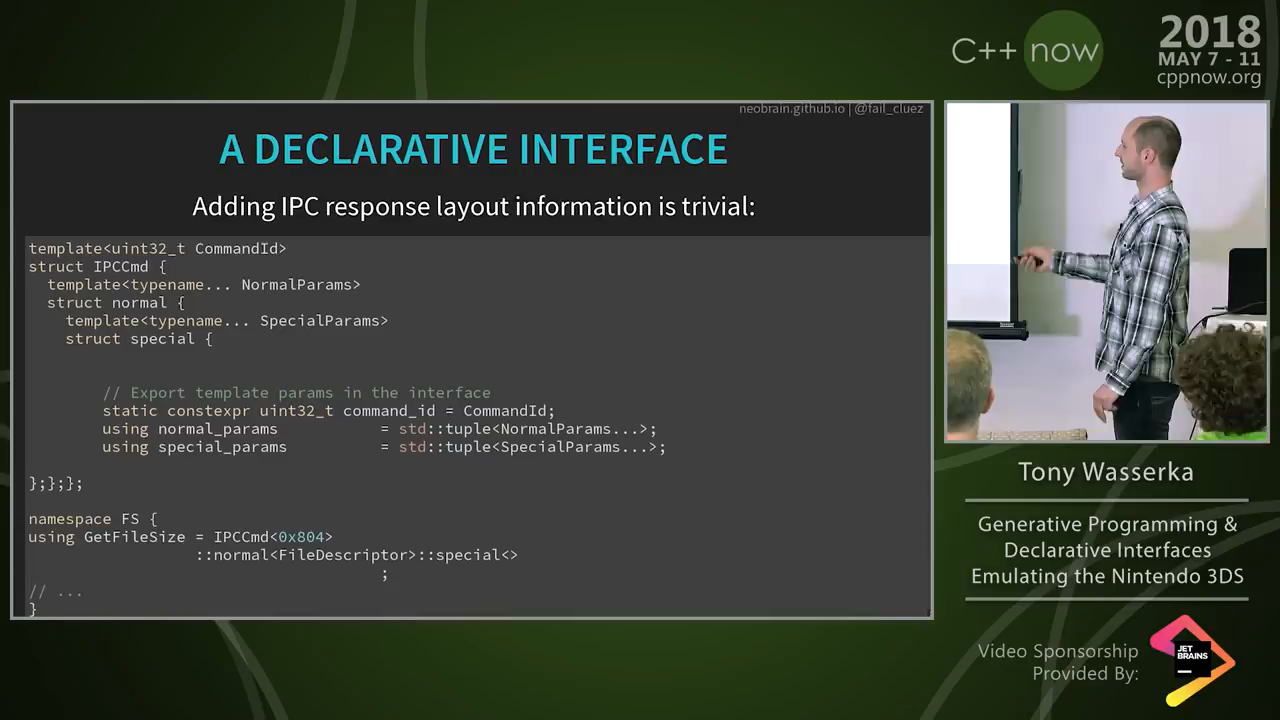 C++ now
2018
MAY 7 - 11
cppnow.org
neobrain.github.io | @fail_cluez
A DECLARATIVE INTERFACE
Adding IPC response layout information is trivial:
template<uint32_t CommandId>
struct IPCCmd {
  template<typename... NormalParams>
  struct normal {
    template<typename... SpecialParams>
    struct special {
        // Export template params in the interface
        static constexpr uint32_t command_id = CommandId;
        using normal_params           = std::tuple<NormalParams...>;
        using special_params          = std::tuple<SpecialParams...>;
};};};
namespace FS {
using GetFileSize = IPCCmd<0x804>
                  ::normal<FileDescriptor>::special<>
                                      ;
// ...
}
Tony Wasserka
Generative Programming &
Declarative Interfaces
Emulating the Nintendo 3DS
Video Sponsorship
Provided By:
JET
BRAINS